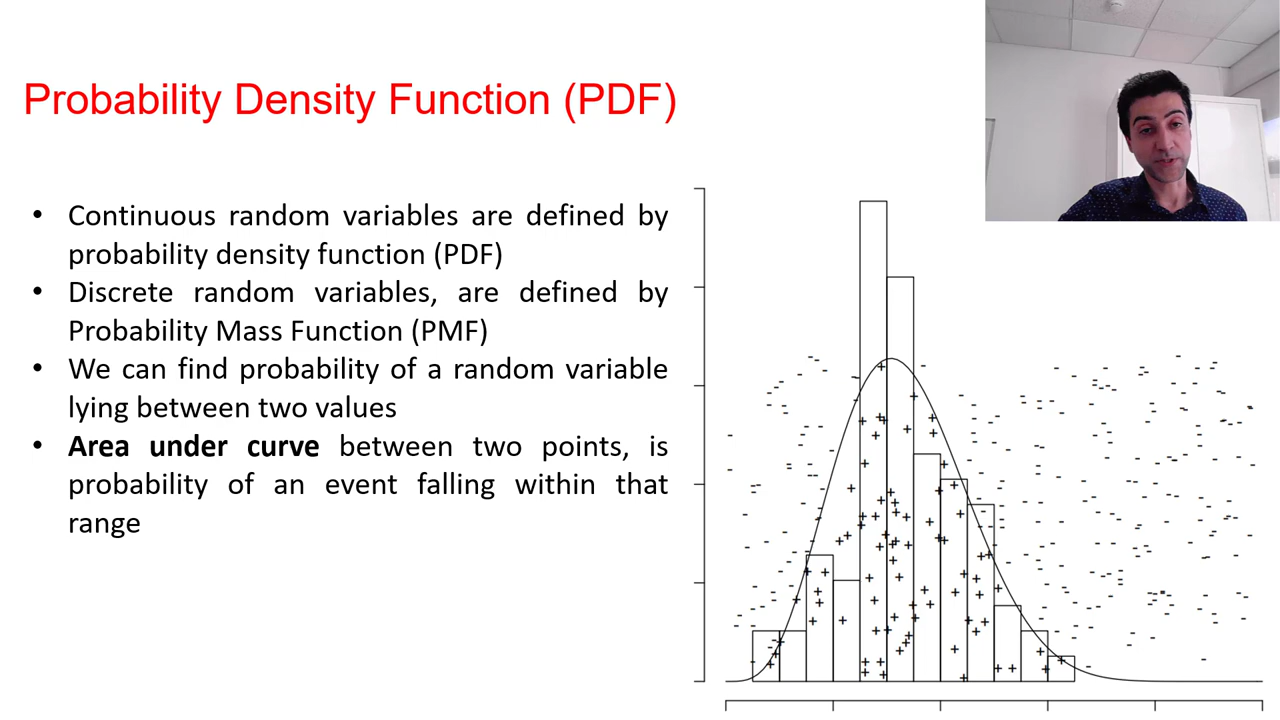 Probability Density Function (PDF)
• Continuous random variables are defined by
probability density function (PDF)
• Discrete random variables, are defined by
Probability Mass Function (PMF)
• We can find probability of a random variable
lying between two values
• Area under curve between two points, is
probability of an event falling within that
range